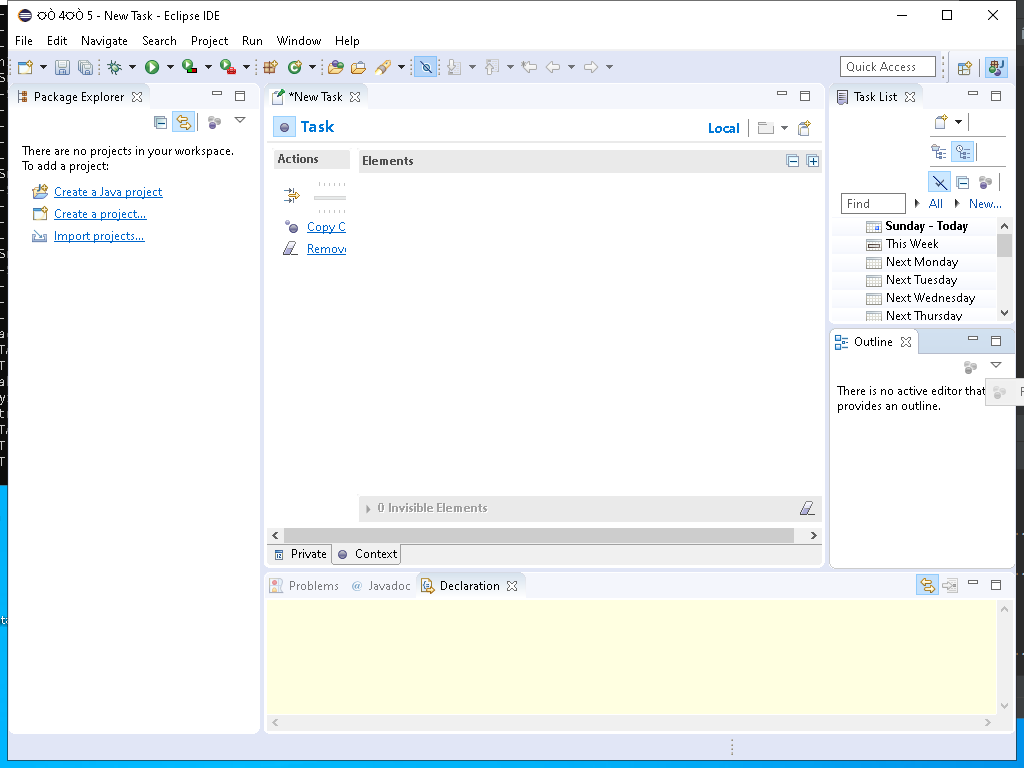 40 5 - New Task - Eclipse IDE
File Edit Navigate Search Project Run Window Help
Quick Access
Package Explorer
There are no projects in your workspace.
To add a project:
Create a Java project
Create a project...
Import projects...
*New Task
Task
Local
Actions
Elements
Copy C
Remov
0 Invisible Elements
Private
Context
Task List
Find
All
New...
Sunday - Today
This Week
Next Monday
Next Tuesday
Next Wednesday
Next Thursday
Outline
There is no active editor that
provides an outline.
Problems
@ Javadoc
Declaration